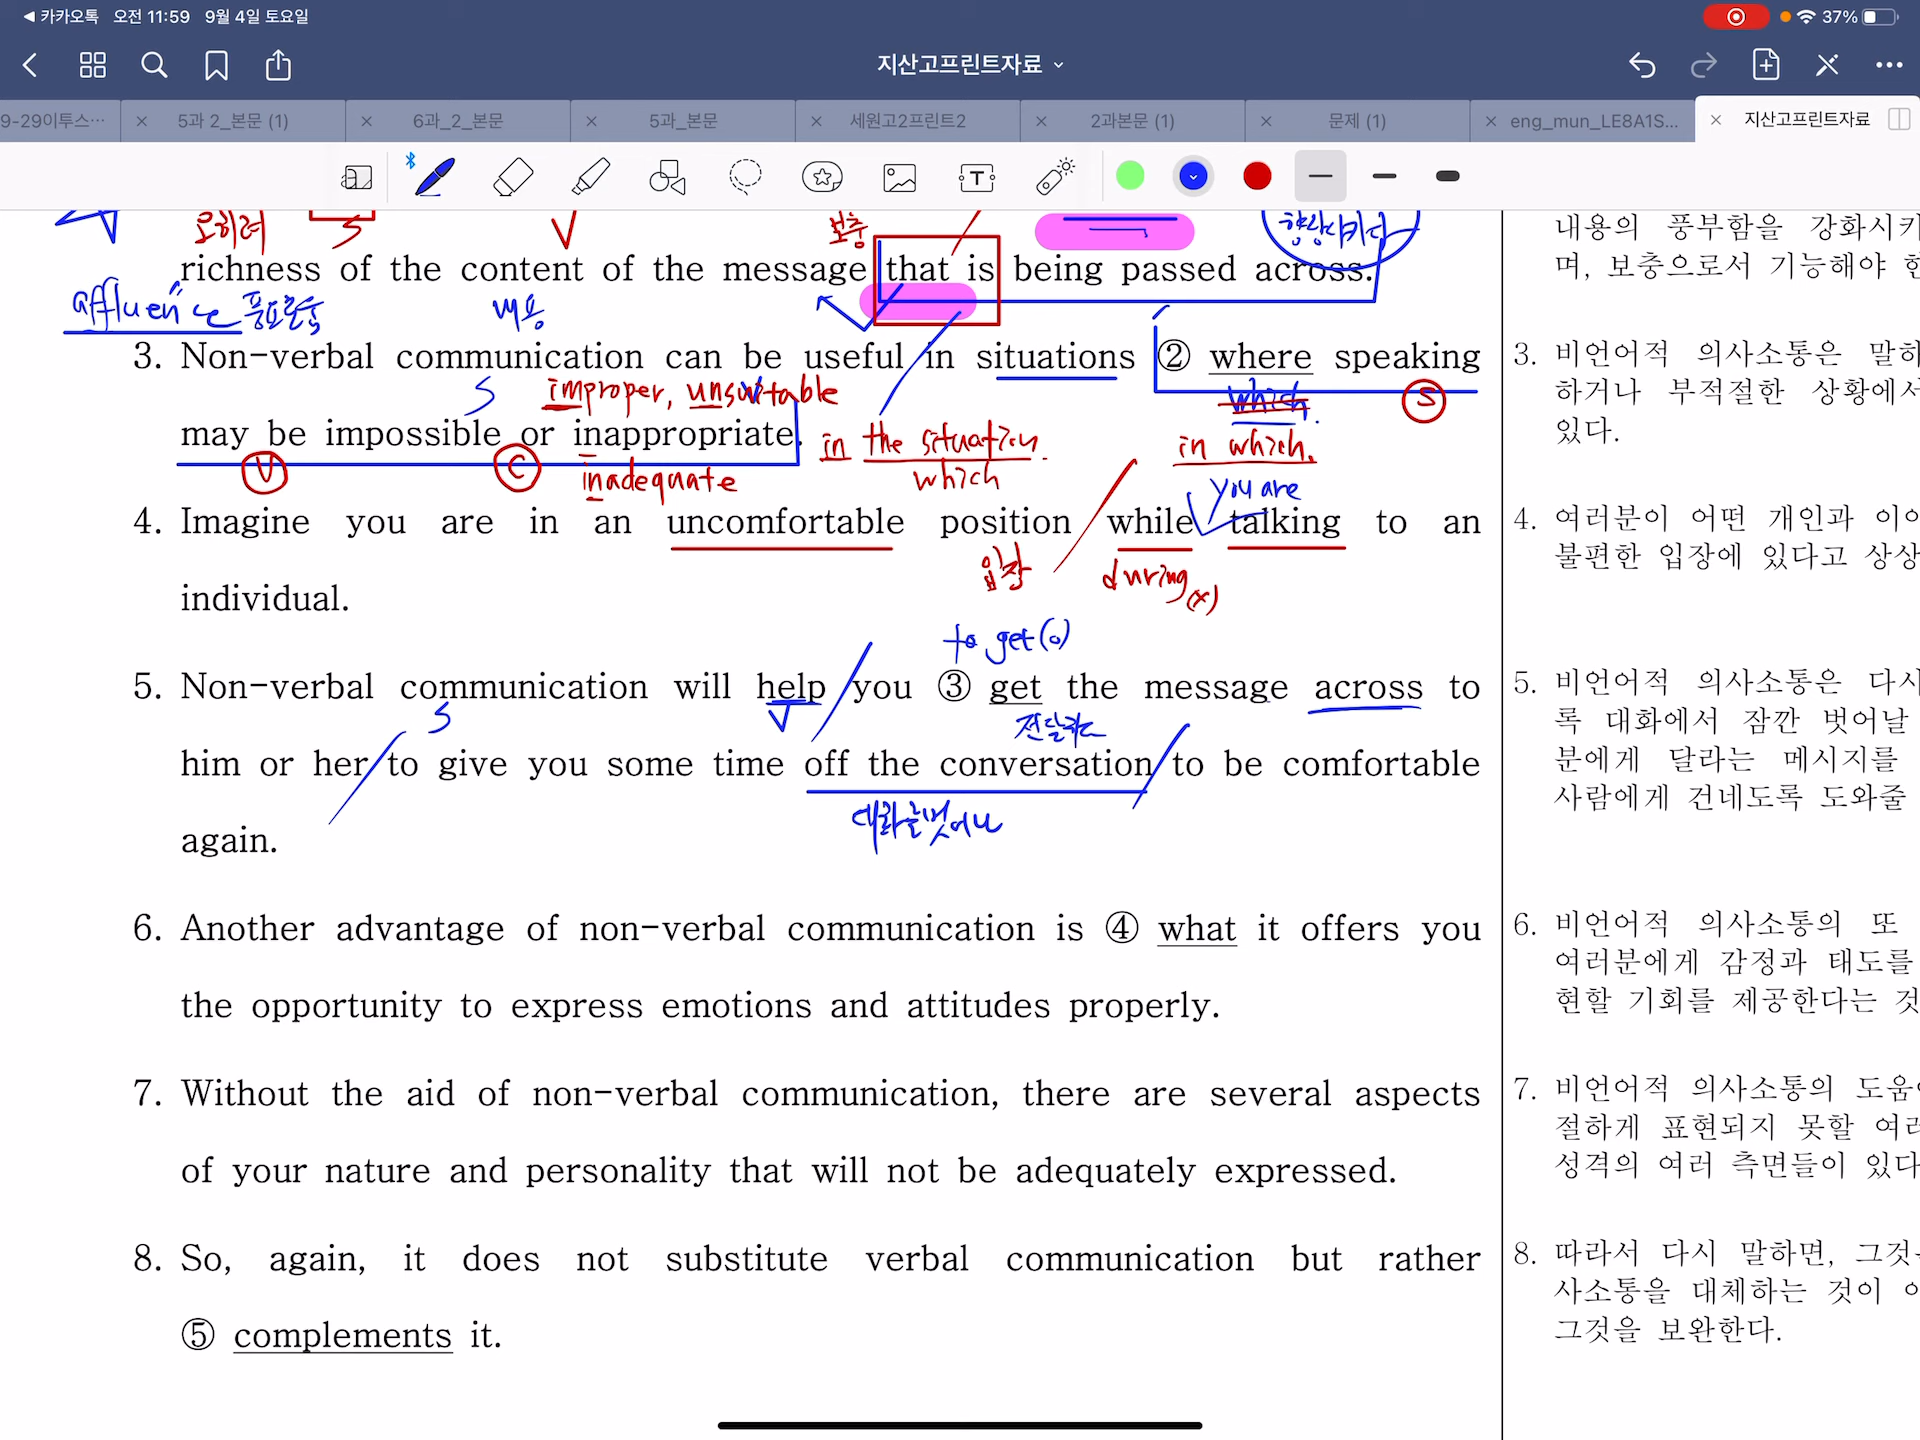 ◀ 카카오톡 오전 11:59 9월 4일 토요일 37%
지산고프린트자료
9-29이투스… × 5과 2_본문 (1) × 6과_2_본문 × 5과_본문 × 세원고2프린트2 × 2과본문 (1) × 문제 (1) × eng_mun_LE8A1S... × 지산고프린트자료
오히려 S V 보충 향상시키다
richness of the content of the message that is being passed across.
affluence 풍요로움 내용
3. Non-verbal communication can be useful in situations ② where speaking
S improper, unsuitable which. S
may be impossible or inappropriate. in the situation. in which.
V C inadequate which
you are
4. Imagine you are in an uncomfortable position while talking to an
입장 during(x)
individual.
to get(o)
5. Non-verbal communication will help you ③ get the message across to
S V 전달하는
him or her to give you some time off the conversation to be comfortable
대화를 벗어나
again.
6. Another advantage of non-verbal communication is ④ what it offers you
the opportunity to express emotions and attitudes properly.
7. Without the aid of non-verbal communication, there are several aspects
of your nature and personality that will not be adequately expressed.
8. So, again, it does not substitute verbal communication but rather
⑤ complements it.
내용의 풍부함을 강화시키
며, 보충으로서 기능해야 한
3. 비언어적 의사소통은 말하
하거나 부적절한 상황에서
있다.
4. 여러분이 어떤 개인과 이야
불편한 입장에 있다고 상상
5. 비언어적 의사소통은 다시
록 대화에서 잠깐 벗어날
분에게 달라는 메시지를
사람에게 건네도록 도와줄
6. 비언어적 의사소통의 또
여러분에게 감정과 태도를
현할 기회를 제공한다는 것
7. 비언어적 의사소통의 도움
절하게 표현되지 못할 여러
성격의 여러 측면들이 있다
8. 따라서 다시 말하면, 그것
사소통을 대체하는 것이
그것을 보완한다.